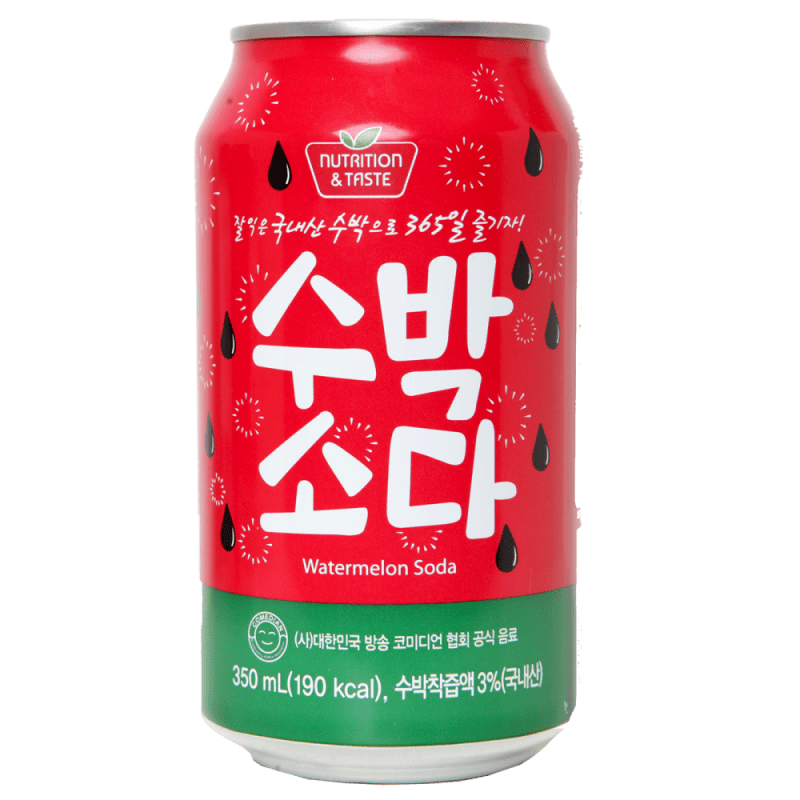 NUTRITION
& TASTE
잘 익은 국내산 수박으로 365일 즐기자!
수박
소다
Watermelon Soda
COMEDIAN
(사)대한민국 방송 코미디언 협회 공식 음료
350 mL(190 kcal), 수박착즙액 3%(국내산)